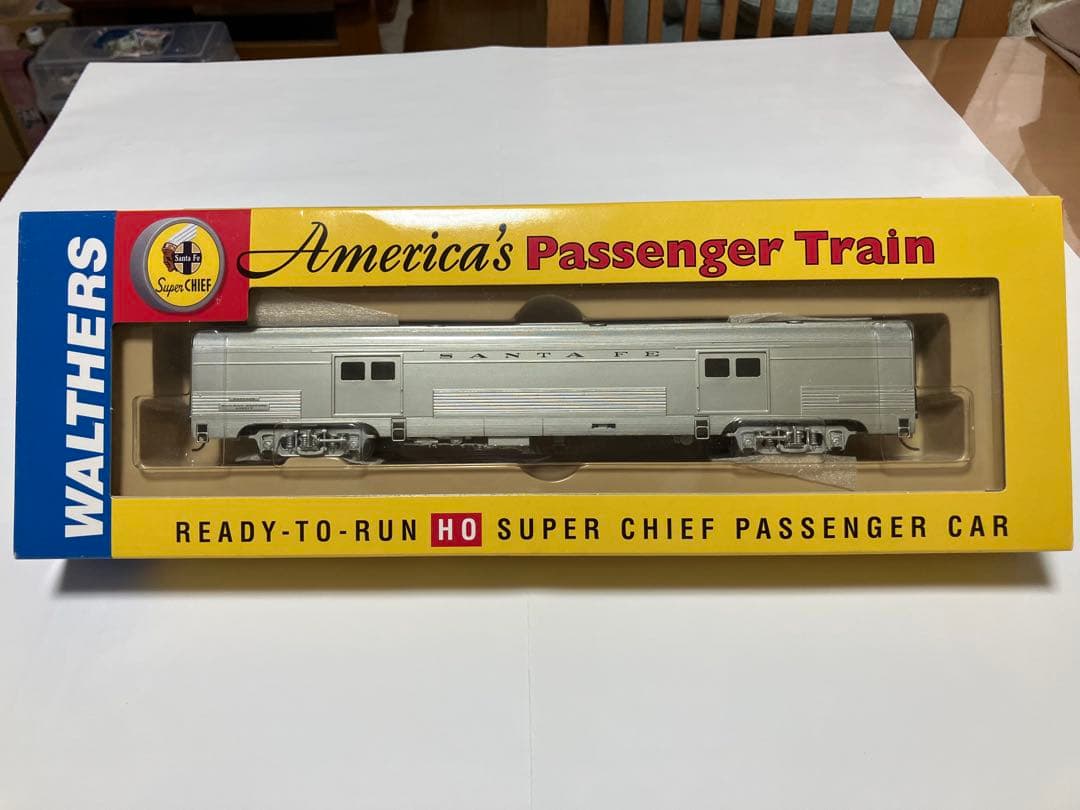 WALTHERS
Santa Fe
Super CHIEF
America's Passenger Train
SANTA FE
READY-TO-RUN HO SUPER CHIEF PASSENGER CAR